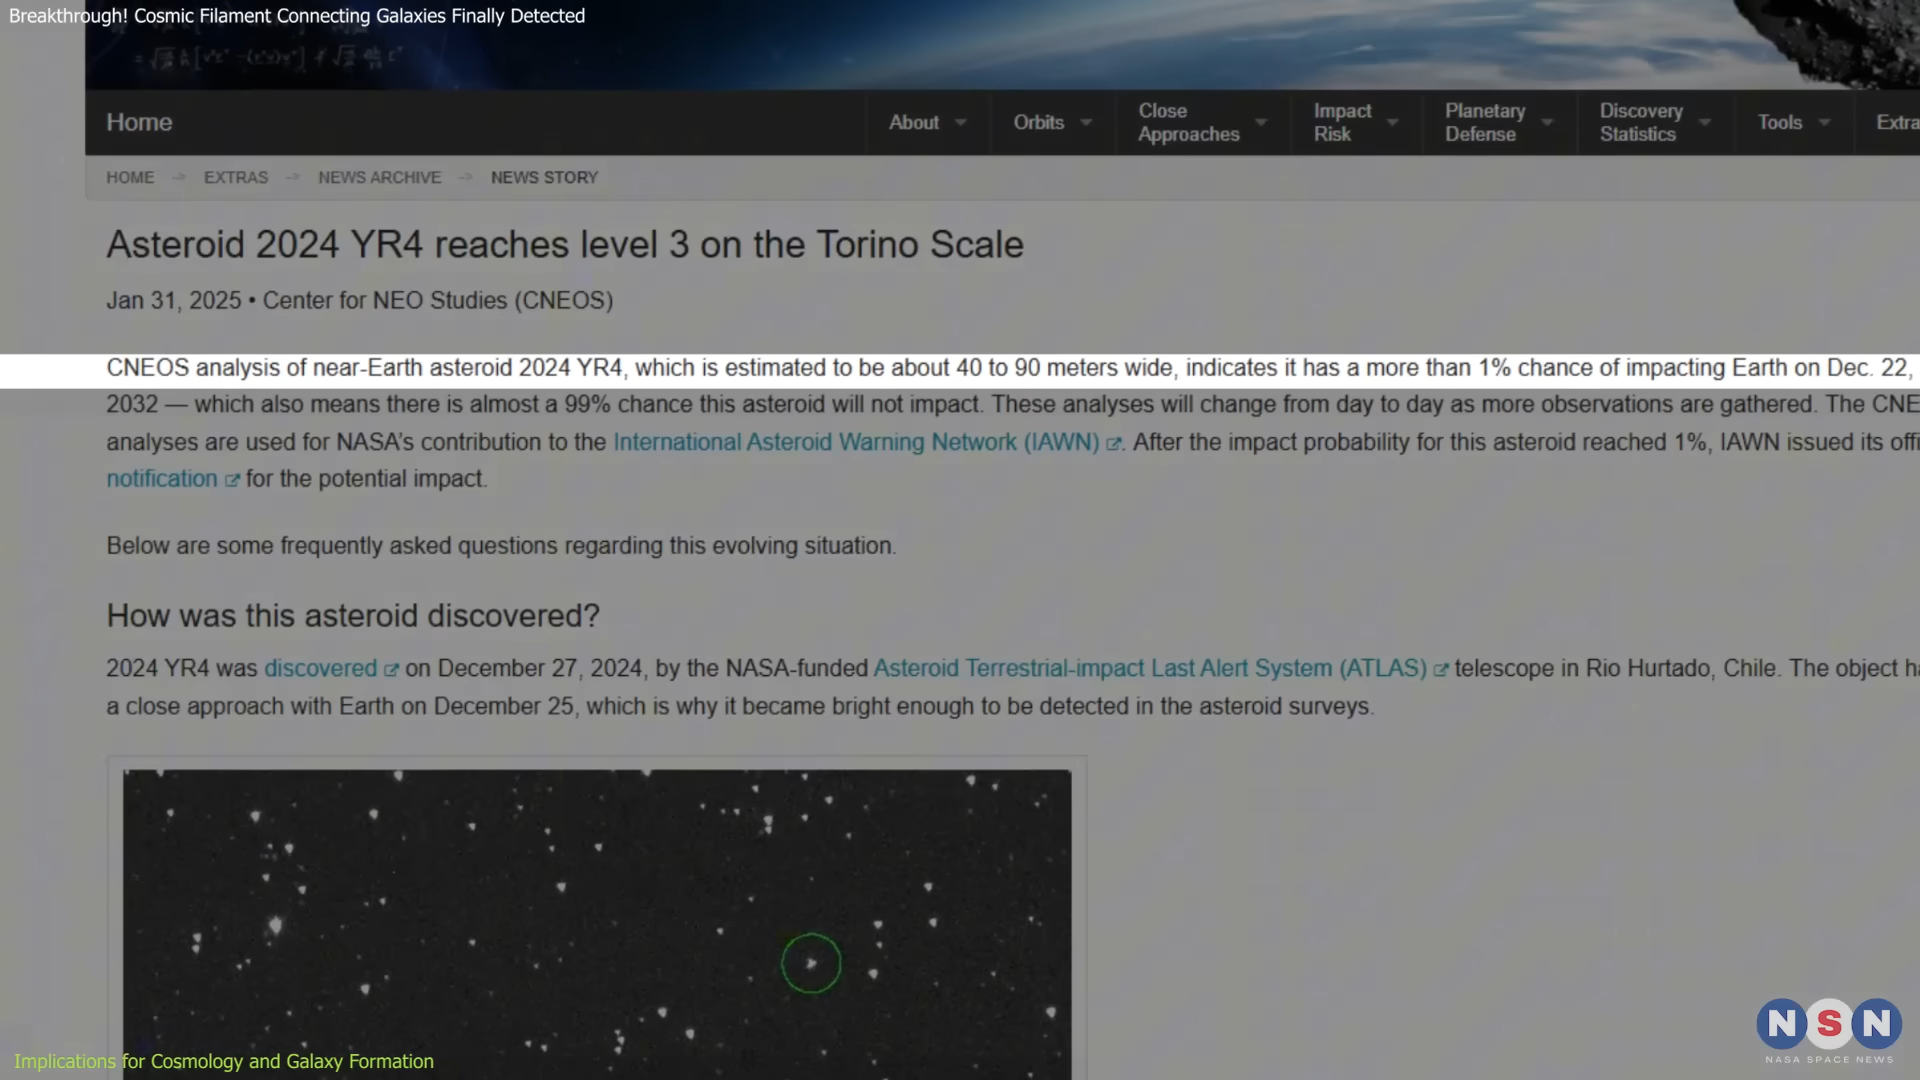 Breakthrough! Cosmic Filament Connecting Galaxies Finally Detected
Home
About
Orbits
Close
Approaches
Impact
Risk
Planetary
Defense
Discovery
Statistics
Tools
Extra
HOME
EXTRAS
NEWS ARCHIVE
NEWS STORY
Asteroid 2024 YR4 reaches level 3 on the Torino Scale
Jan 31, 2025 • Center for NEO Studies (CNEOS)
CNEOS analysis of near-Earth asteroid 2024 YR4, which is estimated to be about 40 to 90 meters wide, indicates it has a more than 1% chance of impacting Earth on Dec. 22,
2032 — which also means there is almost a 99% chance this asteroid will not impact. These analyses will change from day to day as more observations are gathered. The CNE
analyses are used for NASA's contribution to the International Asteroid Warning Network (IAWN). After the impact probability for this asteroid reached 1%, IAWN issued its offi
notification for the potential impact.
Below are some frequently asked questions regarding this evolving situation.
How was this asteroid discovered?
2024 YR4 was discovered on December 27, 2024, by the NASA-funded Asteroid Terrestrial-impact Last Alert System (ATLAS) telescope in Rio Hurtado, Chile. The object ha
a close approach with Earth on December 25, which is why it became bright enough to be detected in the asteroid surveys.
NSN
NASA SPACE NEWS
Implications for Cosmology and Galaxy Formation